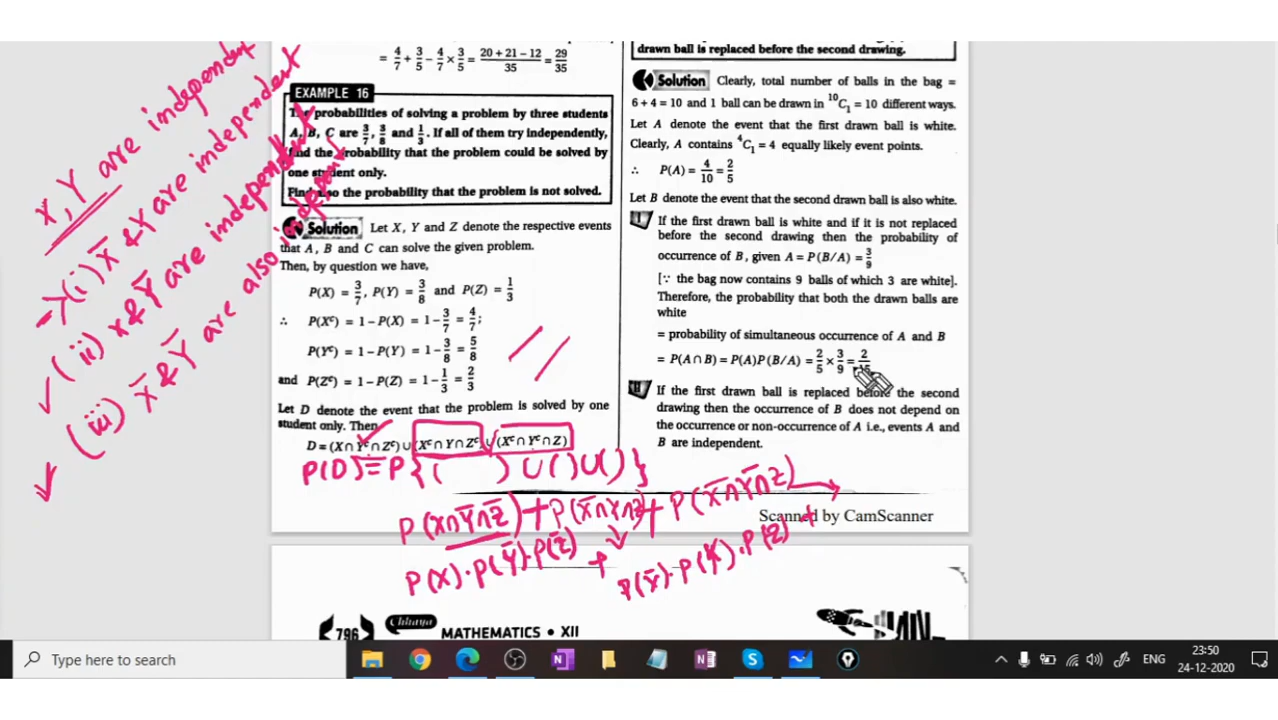 = 4/7 + 3/5 − 4/7 × 3/5 = (20 + 21 − 12)/35 = 29/35
EXAMPLE 16
The probabilities of solving a problem by three students
A, B, C are 3/7, 3/8 and 1/3. If all of them try independently,
find the probability that the problem could be solved by
one student only.
Find also the probability that the problem is not solved.
Solution Let X, Y and Z denote the respective events
that A, B and C can solve the given problem.
Then, by question we have,
P(X) = 3/7, P(Y) = 3/8 and P(Z) = 1/3
∴ P(Xᶜ) = 1 − P(X) = 1 − 3/7 = 4/7;
P(Yᶜ) = 1 − P(Y) = 1 − 3/8 = 5/8
and P(Zᶜ) = 1 − P(Z) = 1 − 1/3 = 2/3
Let D denote the event that the problem is solved by one
student only. Then
D = (X∩Yᶜ∩Zᶜ)∪(Xᶜ∩Y∩Zᶜ)∪(Xᶜ∩Yᶜ∩Z)
P(D) = P{( ) ∪ ( ) ∪ ( )}
P(X∩Y̅∩Z̅) + P(X̅∩Y∩Z̅) + P(X̅∩Y̅∩Z)
P(X)·P(Y̅)·P(Z̅) + P(X̅)·P(Y)·P(Z̅) +
X, Y are independent
(i) X̅ & Y are independent
(ii) X & Y̅ are independent
(iii) X̅ & Y̅ are also independent
drawn ball is replaced before the second drawing.
Solution Clearly, total number of balls in the bag =
6 + 4 = 10 and 1 ball can be drawn in ¹⁰C₁ = 10 different ways.
Let A denote the event that the first drawn ball is white.
Clearly, A contains ⁴C₁ = 4 equally likely event points.
∴ P(A) = 4/10 = 2/5
Let B denote the event that the second drawn ball is also white.
I If the first drawn ball is white and if it is not replaced
before the second drawing then the probability of
occurrence of B, given A = P(B/A) = 3/9
[∵ the bag now contains 9 balls of which 3 are white].
Therefore, the probability that both the drawn balls are
white
= probability of simultaneous occurrence of A and B
= P(A∩B) = P(A)P(B/A) = 2/5 × 3/9 = 2/15
II If the first drawn ball is replaced before the second
drawing then the occurrence of B does not depend on
the occurrence or non-occurrence of A i.e., events A and
B are independent.
Scanned by CamScanner
796 Chhaya MATHEMATICS • XII
Type here to search
ENG
23:50
24-12-2020